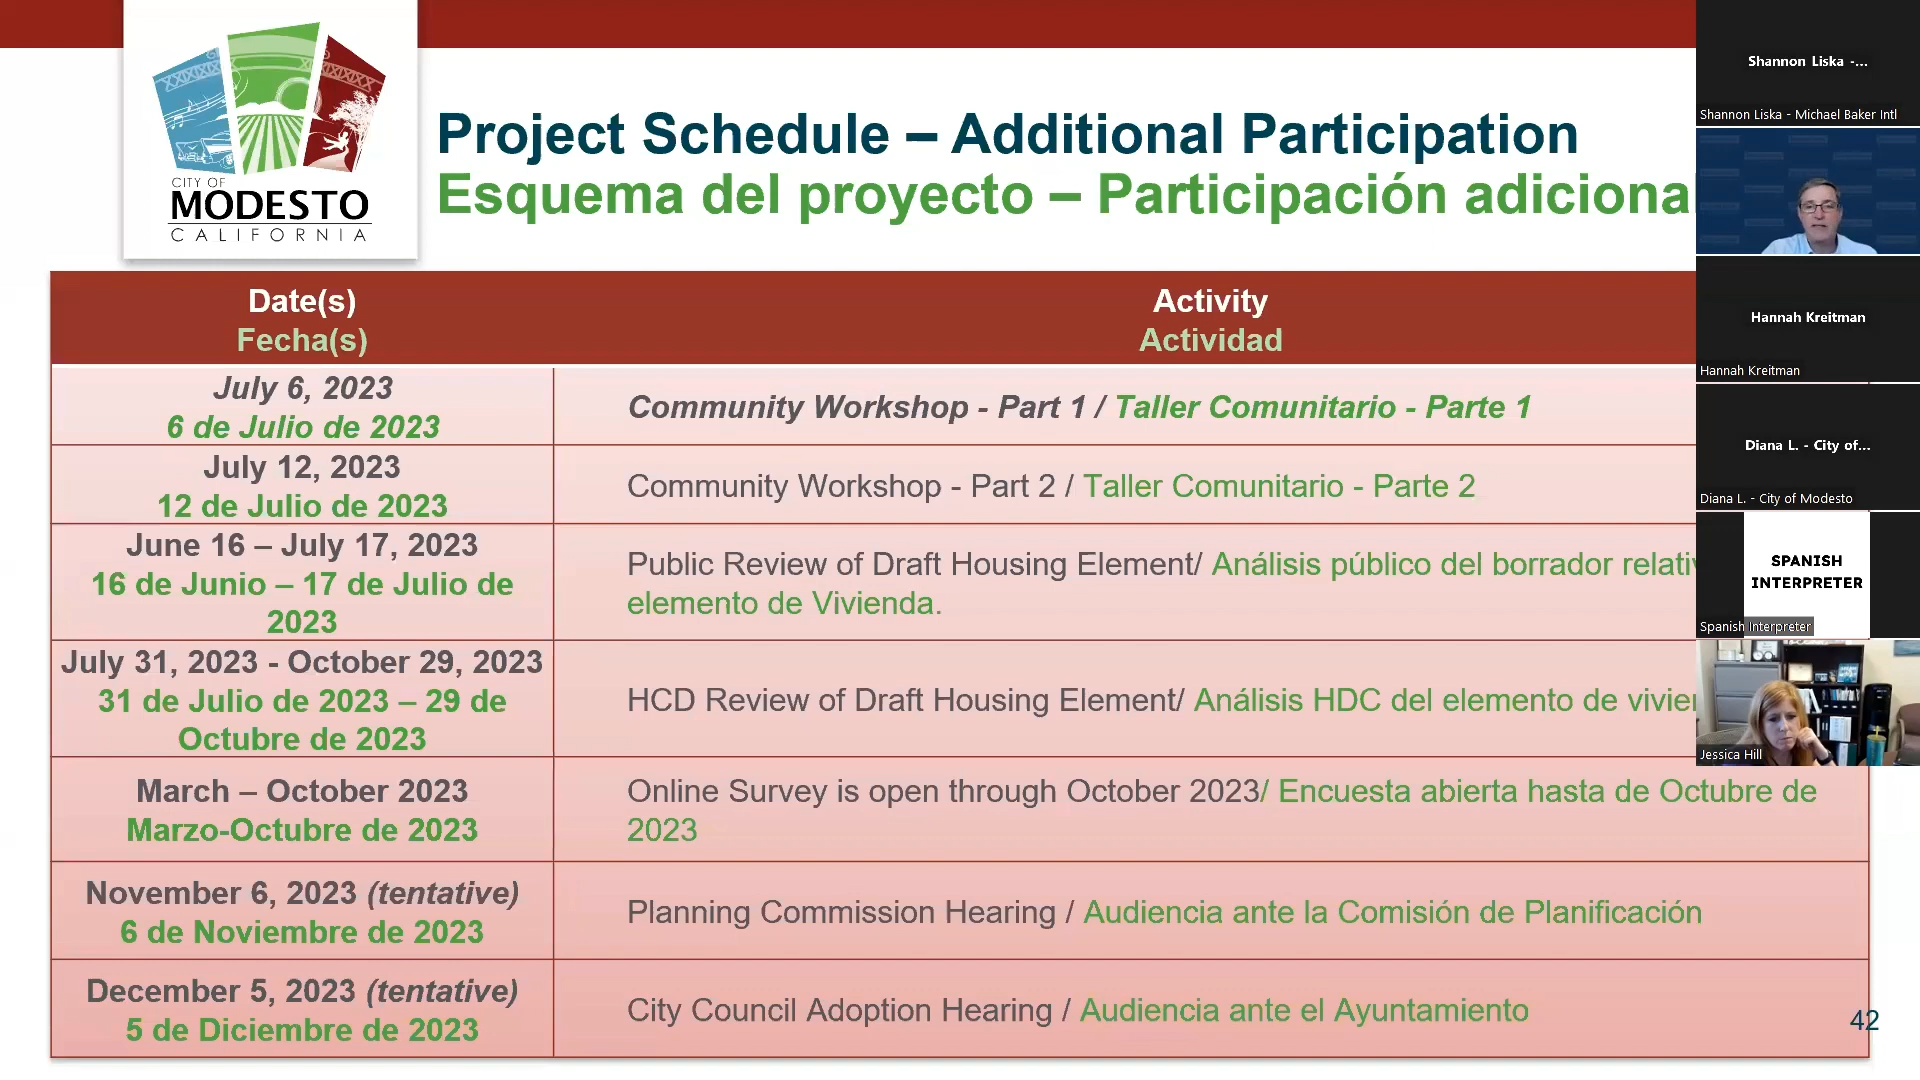 CITY OF
MODESTO
CALIFORNIA
Project Schedule – Additional Participation
Esquema del proyecto – Participación adiciona
Date(s)
Fecha(s)
Activity
Actividad
July 6, 2023
6 de Julio de 2023
Community Workshop - Part 1 / Taller Comunitario - Parte 1
July 12, 2023
12 de Julio de 2023
Community Workshop - Part 2 / Taller Comunitario - Parte 2
June 16 – July 17, 2023
16 de Junio – 17 de Julio de
2023
Public Review of Draft Housing Element/ Análisis público del borrador relativ
elemento de Vivienda.
July 31, 2023 - October 29, 2023
31 de Julio de 2023 – 29 de
Octubre de 2023
HCD Review of Draft Housing Element/ Análisis HDC del elemento de vivie
March – October 2023
Marzo-Octubre de 2023
Online Survey is open through October 2023/ Encuesta abierta hasta de Octubre de
2023
November 6, 2023 (tentative)
6 de Noviembre de 2023
Planning Commission Hearing / Audiencia ante la Comisión de Planificación
December 5, 2023 (tentative)
5 de Diciembre de 2023
City Council Adoption Hearing / Audiencia ante el Ayuntamiento
42
Shannon Liska -...
Shannon Liska - Michael Baker Intl
Hannah Kreitman
Hannah Kreitman
Diana L. - City of...
Diana L. - City of Modesto
SPANISH
INTERPRETER
Spanish Interpreter
Jessica Hill